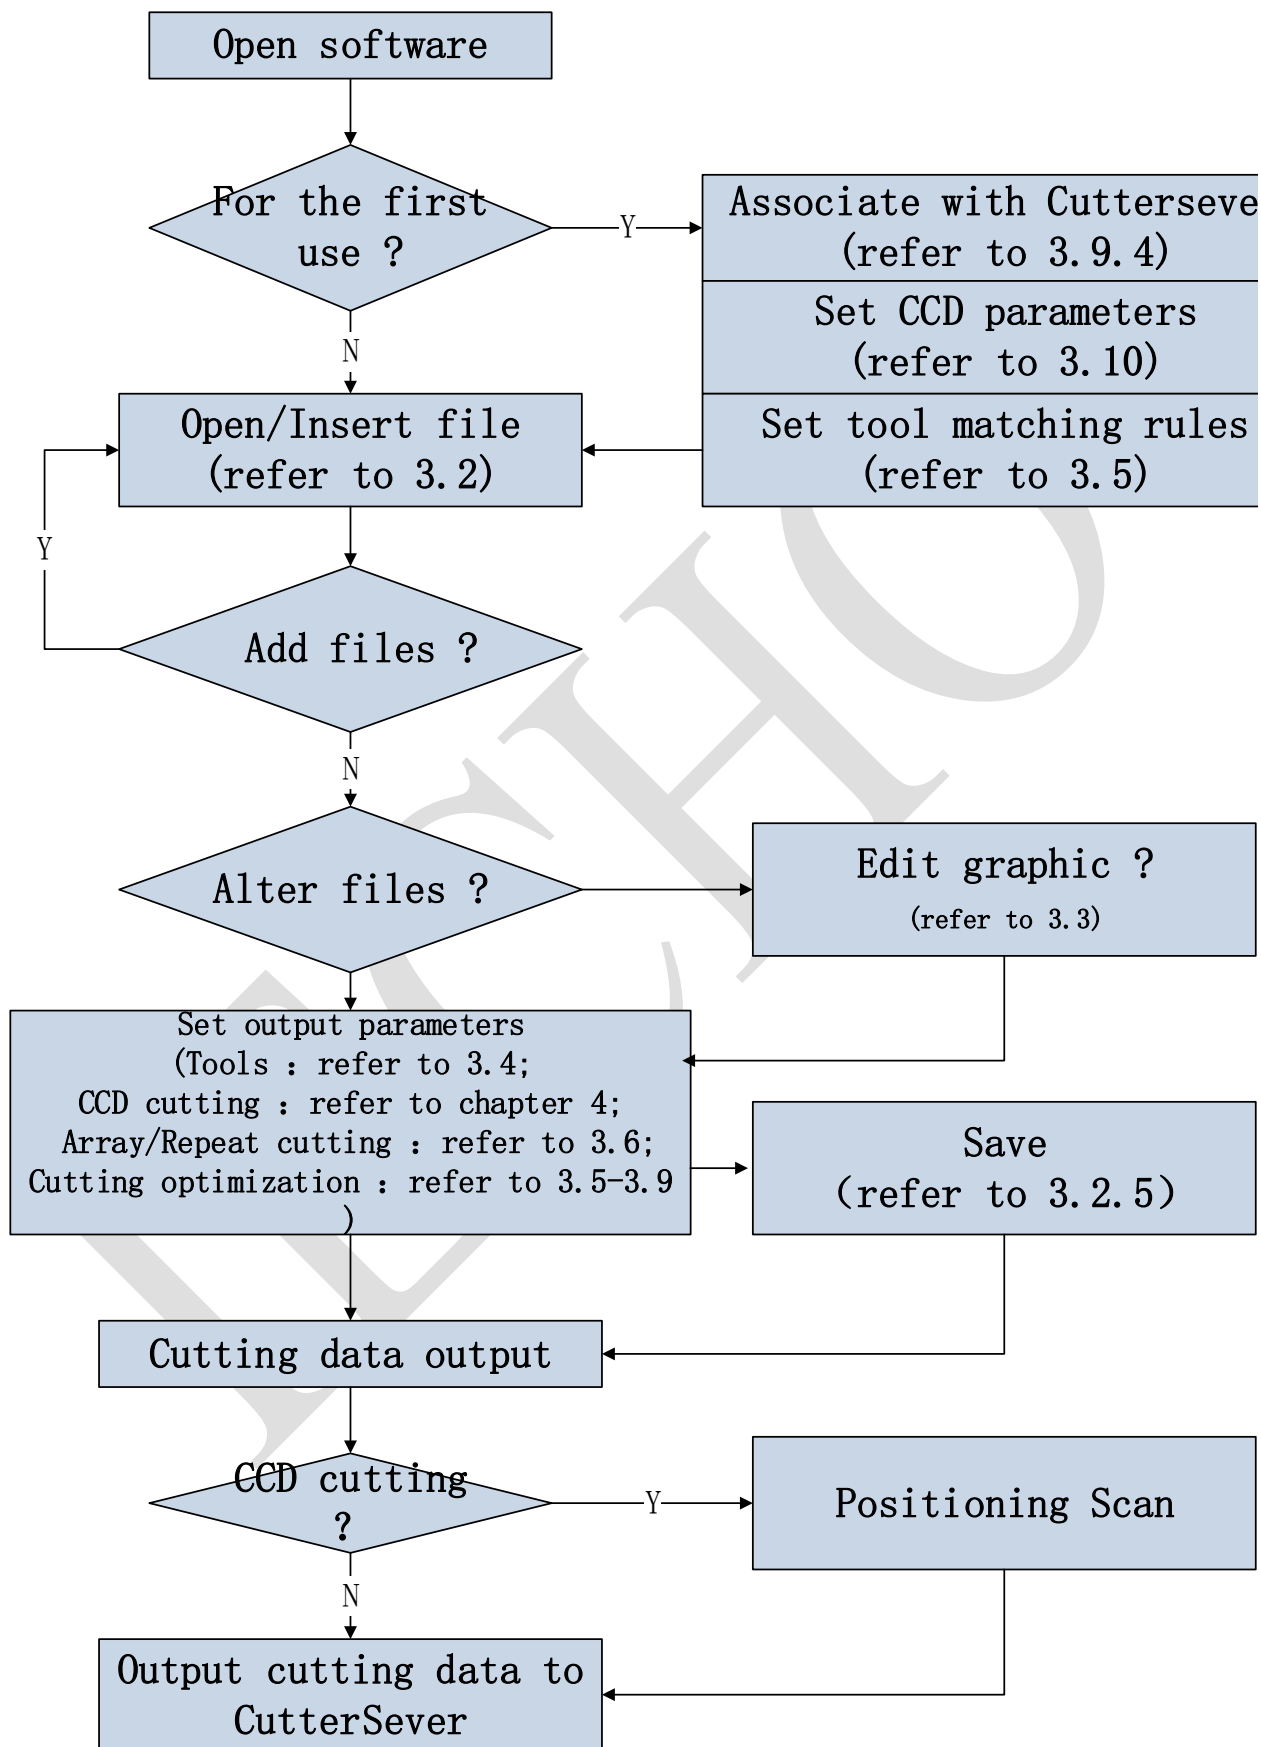 Open software
For the first
use ?
Y
Associate with Cutterseve
(refer to 3.9.4)
Set CCD parameters
(refer to 3.10)
N
Open/Insert file
(refer to 3.2)
Set tool matching rules
(refer to 3.5)
Y
Add files ?
N
Alter files ?
Edit graphic ?
(refer to 3.3)
Set output parameters
(Tools : refer to 3.4;
CCD cutting : refer to chapter 4;
Array/Repeat cutting : refer to 3.6;
Cutting optimization : refer to 3.5-3.9
)
Save
(refer to 3.2.5)
Cutting data output
CCD cutting
?
Y
Positioning Scan
N
Output cutting data to
CutterSever
IECHO